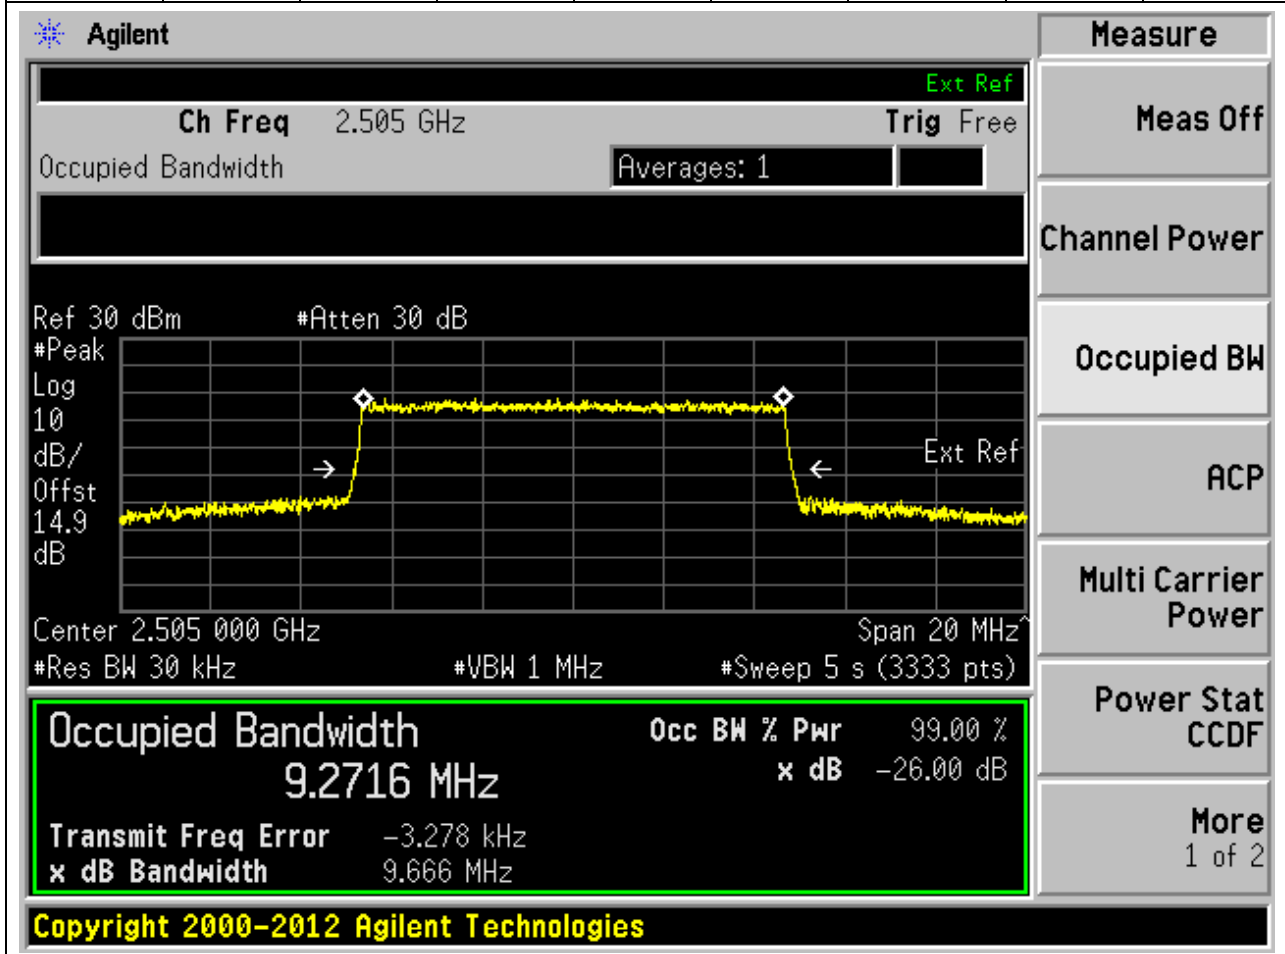 Agilent
Measure
Ext Ref
Ch Freq 2.505 GHz Trig Free
Meas Off
Occupied Bandwidth Averages: 1
Channel Power
Ref 30 dBm #Atten 30 dB
#Peak
Log
10
dB/
Offst
14.9
dB
Ext Ref
Occupied BW
ACP
Center 2.505 000 GHz Span 20 MHz^
#Res BW 30 kHz #VBW 1 MHz #Sweep 5 s (3333 pts)
Multi Carrier
Power
Occupied Bandwidth Occ BW % Pwr 99.00 %
9.2716 MHz x dB -26.00 dB
Transmit Freq Error -3.278 kHz
x dB Bandwidth 9.666 MHz
Power Stat
CCDF
More
1 of 2
Copyright 2000-2012 Agilent Technologies